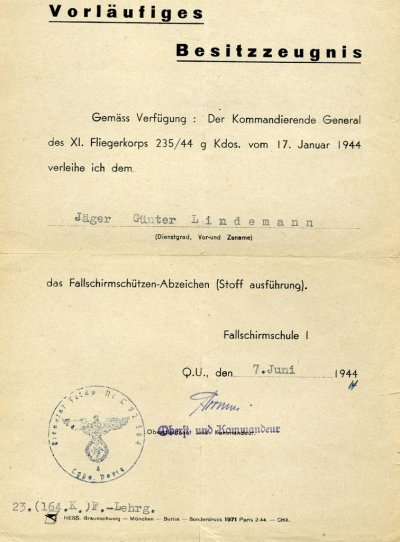 Vorläufiges
Besitzzeugnis
Gemäss Verfügung : Der Kommandierende General
des XI. Fliegerkorps 235/44 g Kdos. vom 17. Januar 1944
verleihe ich dem
Jäger Günter Lindemann
(Dienstgrad, Vor-und Zuname)
das Fallschirmschützen-Abzeichen (Stoff ausführung).
Fallschirmschule I
Q.U., den 7.Juni 1944
Oberst und Kommandeur
23.(164.K.)F.-Lehrg.
HESS. Braunschweig — München — Berlin — Sonderdruck 1971 Paris 2-44. — CMA.